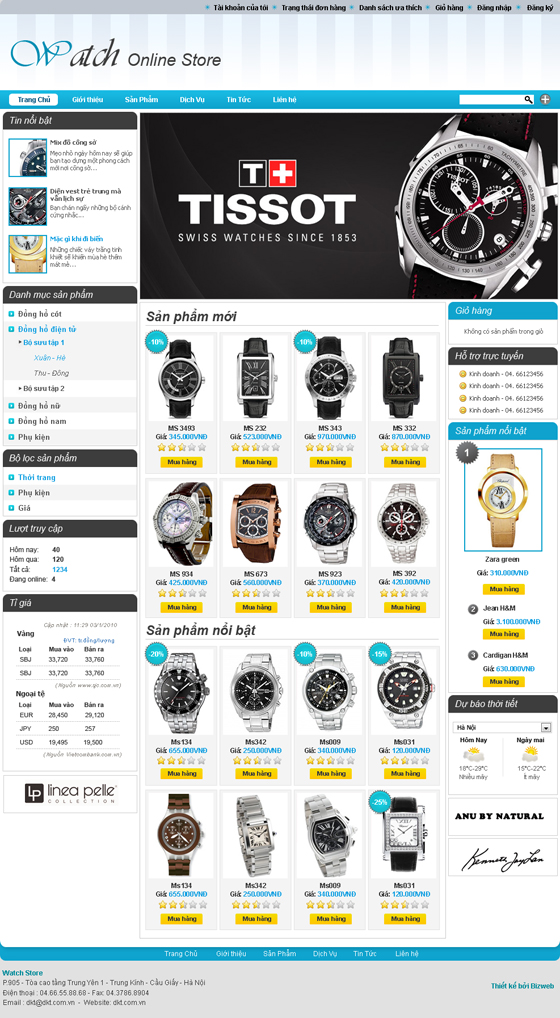 Tài khoản của tôi
Trang thái đơn hàng
Danh sách ưa thích
Giỏ hàng
Đăng nhập
Đăng ký
Watch Online Store
Trang Chủ
Giới thiệu
Sản Phẩm
Dịch Vụ
Tin Tức
Liên hệ
Tin nổi bật
Mix đồ công sở
Mẹo nhỏ ngày hôm nay sẽ giúp
bạn tạo dựng một phong cách
mới nơi công sở...
Diện vest trẻ trung mà
vẫn lịch sự
Bạn chán ngấy những bộ cánh
cứng nhắc...
Mặc gì khi đi biển
Những chiếc váy trắng tinh
khiết sẽ khiến mùa hè thêm
mát mẻ...
T+
TISSOT
SWISS WATCHES SINCE 1853
Danh mục sản phẩm
Đồng hồ cót
Đồng hồ điện tử
Bộ sưu tập 1
Xuân - Hè
Thu - Đông
Bộ sưu tập 2
Đồng hồ nữ
Đồng hồ nam
Phụ kiện
Bộ lọc sản phẩm
Thời trang
Phụ kiện
Giá
Lượt truy cập
Hôm nay: 40
Hôm qua: 120
Tất cả: 1234
Đang online: 4
Tỉ giá
Cập nhật : 11:29 03/1/2010
Vàng
ĐVT: tr.đồng/lượng
Loại Mua vào Bán ra
SBJ 33,720 33,760
SBJ 33,720 33,760
Ngoại tệ
Loại Mua vào Bán ra
EUR 28,450 29,120
JPY 250 257
USD 19,495 19,500
(Nguồn Vietcombank.vn)
LP linea pelle
COLLECTION
Sản phẩm mới
-10%
-10%
MS 3493
Giá: 345.000VNĐ
Mua hàng
MS 232
Giá: 523.000VNĐ
Mua hàng
MS 343
Giá: 970.000VNĐ
Mua hàng
MS 332
Giá: 870.000VNĐ
Mua hàng
MS 934
Giá: 425.000VNĐ
Mua hàng
MS 673
Giá: 560.000VNĐ
Mua hàng
MS 923
Giá: 370.000VNĐ
Mua hàng
MS 392
Giá: 420.000VNĐ
Mua hàng
Sản phẩm nổi bật
-20%
-10%
-15%
Ms134
Giá: 655.000VNĐ
Mua hàng
Ms342
Giá: 250.000VNĐ
Mua hàng
Ms009
Giá: 340.000VNĐ
Mua hàng
Ms031
Giá: 120.000VNĐ
Mua hàng
-25%
Ms134
Giá: 655.000VNĐ
Mua hàng
Ms342
Giá: 250.000VNĐ
Mua hàng
Ms009
Giá: 340.000VNĐ
Mua hàng
Ms031
Giá: 120.000VNĐ
Mua hàng
Giỏ hàng
Không có sản phẩn trong giỏ
Hỗ trợ trực tuyến
Kinh doanh - 04. 66123456
Kinh doanh - 04. 66123456
Kinh doanh - 04. 66123456
Sản phẩm nổi bật
1
Zara green
Giá: 310.000VNĐ
Mua hàng
2 Jean H&M
Giá: 3.100.000VNĐ
Mua hàng
3 Cardigan H&M
Giá: 630.000VNĐ
Mua hàng
Dự báo thời tiết
Hà Nội
Hôm Nay
18°C-29°C
Nhiều mây
Ngày mai
15°C-22°C
Ít mây
ANU BY NATURAL
Kenneth Jay Lan
Trang Chủ
Giới thiệu
Sản Phẩm
Dịch Vụ
Tin Tức
Liên hệ
Watch Store
P.905 - Tòa cao tầng Trung Yên 1 - Trung Kính - Cầu Giấy - Hà Nội
Điện thoại : 04.66.55.88.68 - Fax: 04.3786.8904
Email : dkt@dkt.com.vn - Website: dkt.com.vn
Thiết kế bởi Bizweb